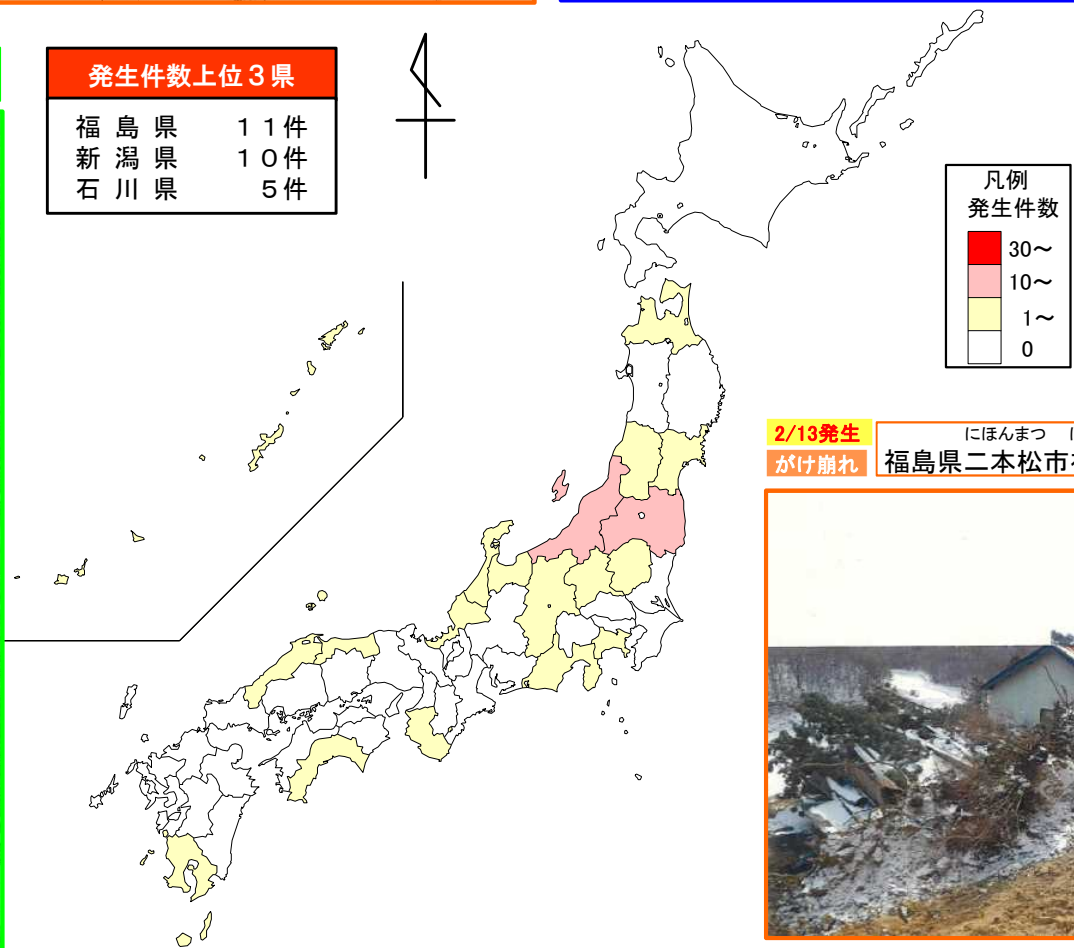 発生件数上位3県
福島県 11件
新潟県 10件
石川県 5件
凡例
発生件数
30～
10～
1～
0
2/13発生
がけ崩れ
にほんまつ
福島県二本松市